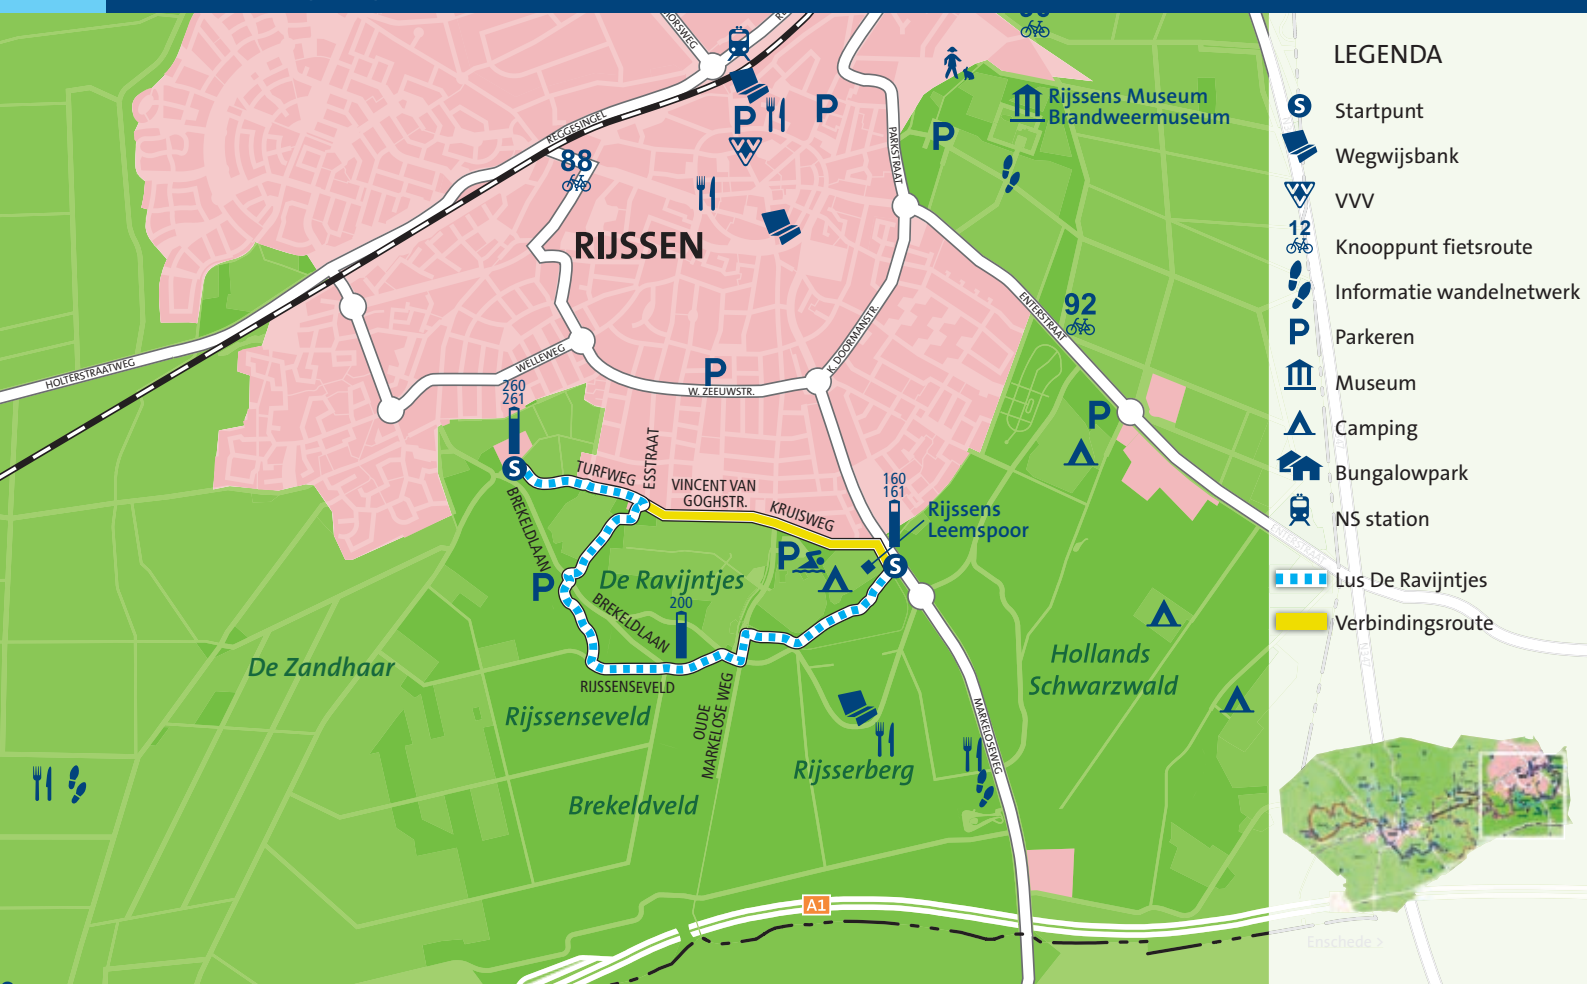 LEGENDA
Startpunt
Wegwijsbank
VVV
12
Knooppunt fietsroute
Informatie wandelnetwerk
P
Parkeren
Museum
Camping
Bungalowpark
NS station
Lus De Ravijntjes
Verbindingsroute
Enschede >
S
Rijssens Museum
Brandweermuseum
P
P
P
REGGESINGEL
88
PARKSTRAAT
RIJSSEN
92
ENTERSTRAAT
K. DOORMANSTR.
HOLTERSTRAATWEG
WELLEWEG
P
W. ZEEUWSTR.
260
261
P
S
TURFWEG
ESSTRAAT
VINCENT VAN
GOGHSTR.
KRUISWEG
160
161
Rijssens
Leemspoor
BREKELDLAAN
P
P
S
De Ravijntjes
200
BREKELDLAAN
De Zandhaar
Hollands
Schwarzwald
RIJSSENSEVELD
Rijssenseveld
OUDE
MARKELOSE WEG
MARKELOSEWEG
Rijsserberg
Brekeldveld
A1
ENTERSTRAAT